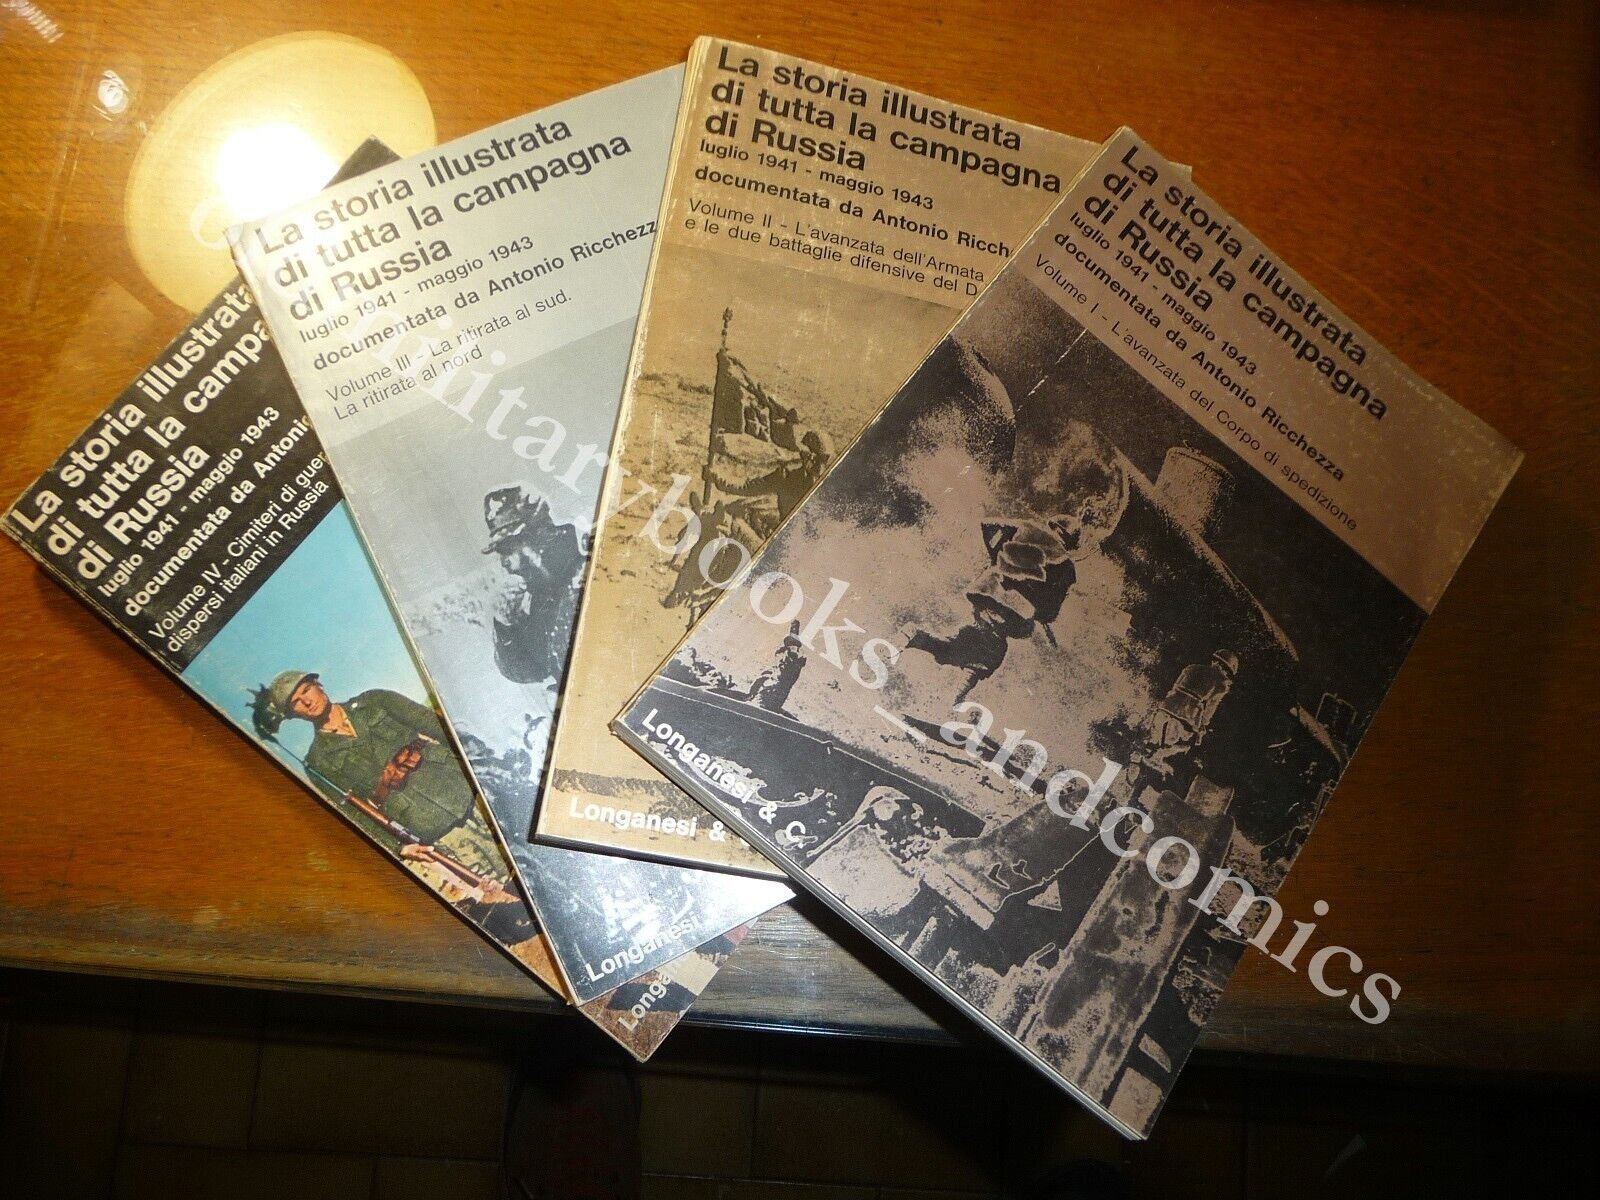 La storia illustrata
di tutta la
di Russia
luglio 1941 - maggio 1943
documentata da Antonio
Volume IV - Cimiteri di
dispersi italiani in Russia
La storia illustrata
di tutta la campagna
di Russia
luglio 1941 - maggio 1943
documentata da Antonio Ricchezz
Volume III - La ritirata al sud.
La ritirata al nord
Longanesi
La storia illustrata
di tutta la campagna
di Russia
luglio 1941 - maggio 1943
documentata da Antonio Ricch
Volume II - L'avanzata dell'Armata
e le due battaglie difensive del D
Longanesi &
La storia illustrata
di tutta la campagna
di Russia
luglio 1941 - maggio 1943
documentata da Antonio Ricchezza
Volume I - L'avanzata del Corpo di spedizione
Longanesi & C.
militarybooks_andcomics